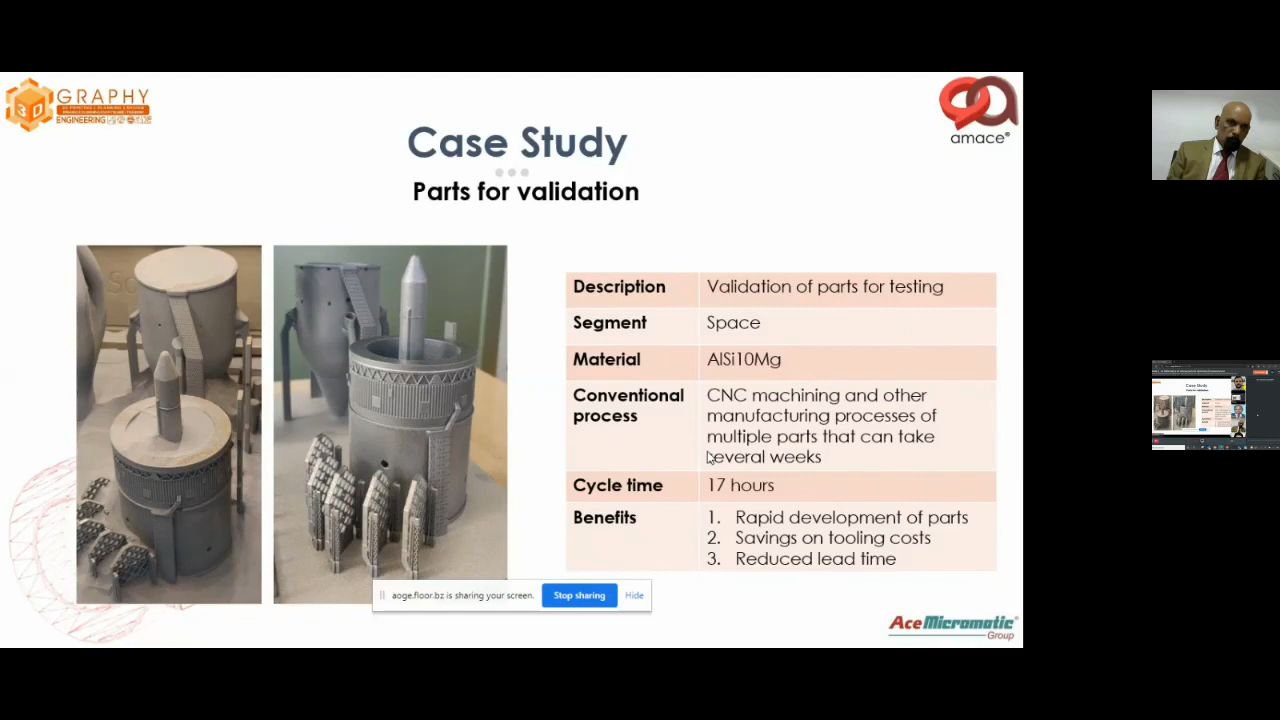 3D GRAPHY
ENGINEERING
amace®
Case Study
Parts for validation
Description Validation of parts for testing
Segment Space
Material AlSi10Mg
Conventional process CNC machining and other
manufacturing processes of
multiple parts that can take
several weeks
Cycle time 17 hours
Benefits 1. Rapid development of parts
2. Savings on tooling costs
3. Reduced lead time
aoge.floor.bz is sharing your screen. Stop sharing Hide
AceMicromatic®
Group
Case Study